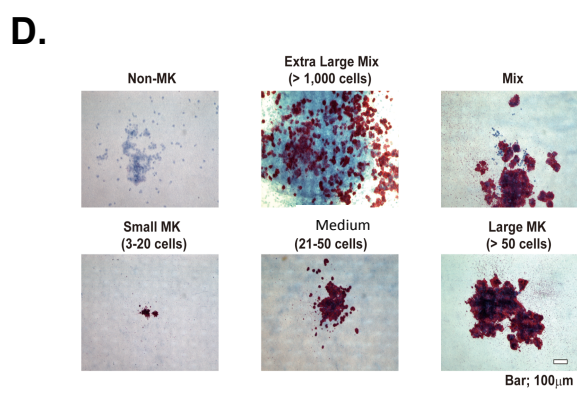 D.
Non-MK
Extra Large Mix
(> 1,000 cells)
Mix
Small MK
(3-20 cells)
Medium
(21-50 cells)
Large MK
(> 50 cells)
Bar; 100μm